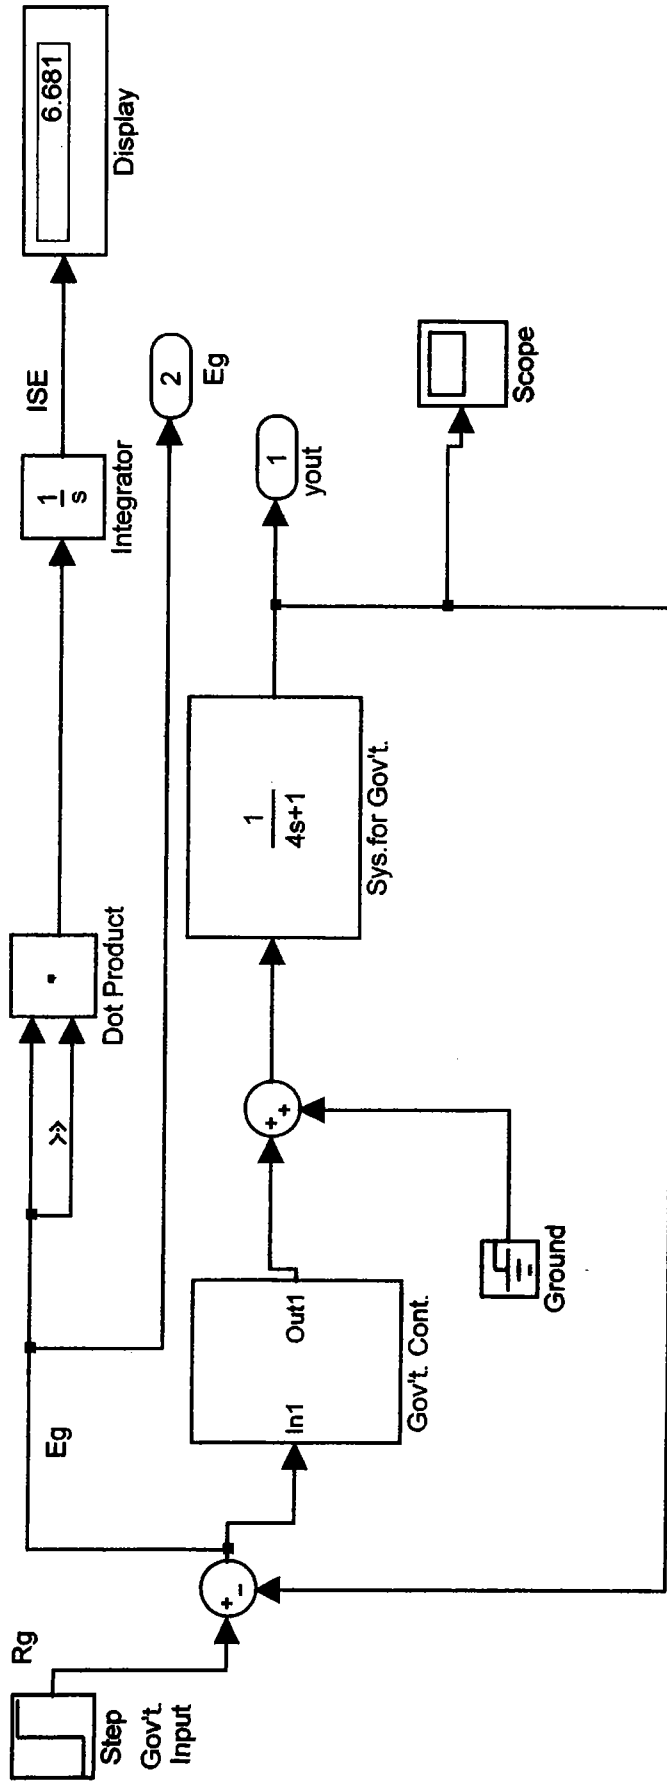 Rg
Step
Gov't.
Input
+
-
Eg
>>
Dot Product
1
s
Integrator
ISE
6.681
Display
2
Eg
In1
Out1
Gov't. Cont.
+
+
Ground
1
4s+1
Sys.for Gov't.
1
yout
Scope